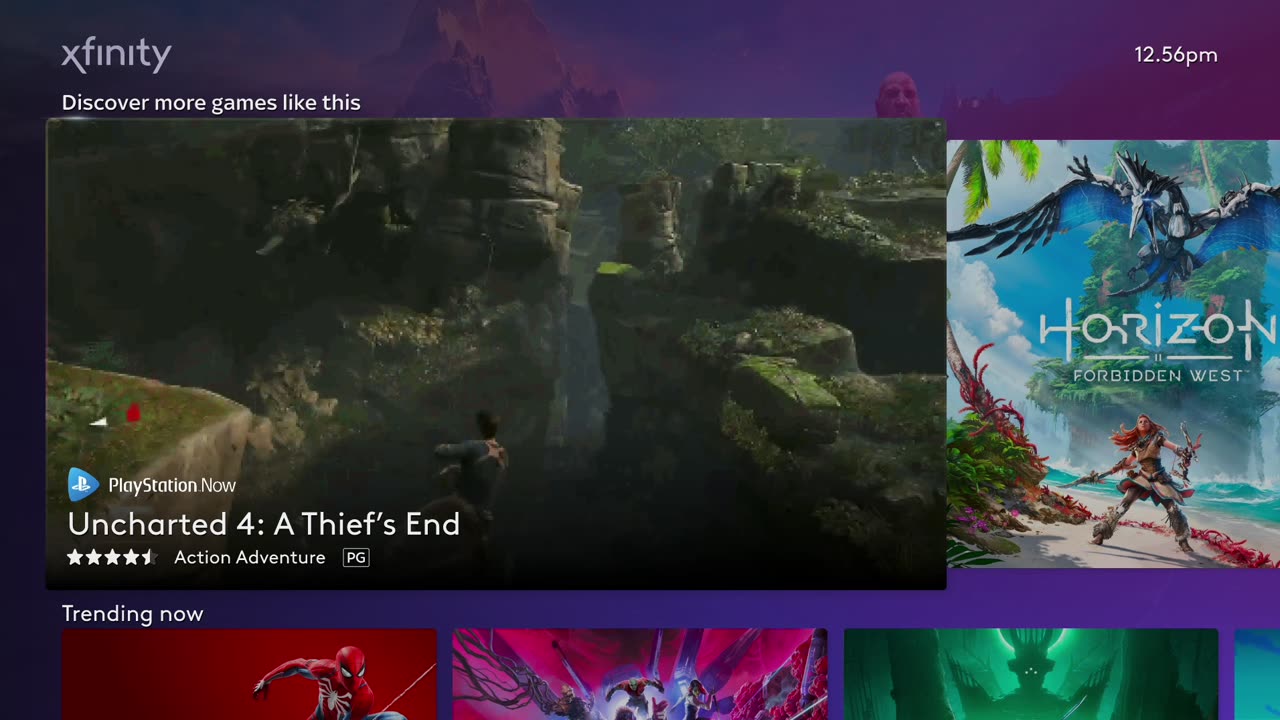 xfinity
12.56pm
Discover more games like this
HORIZON
FORBIDDEN WEST™
PlayStation Now
Uncharted 4: A Thief's End
Action Adventure PG
Trending now